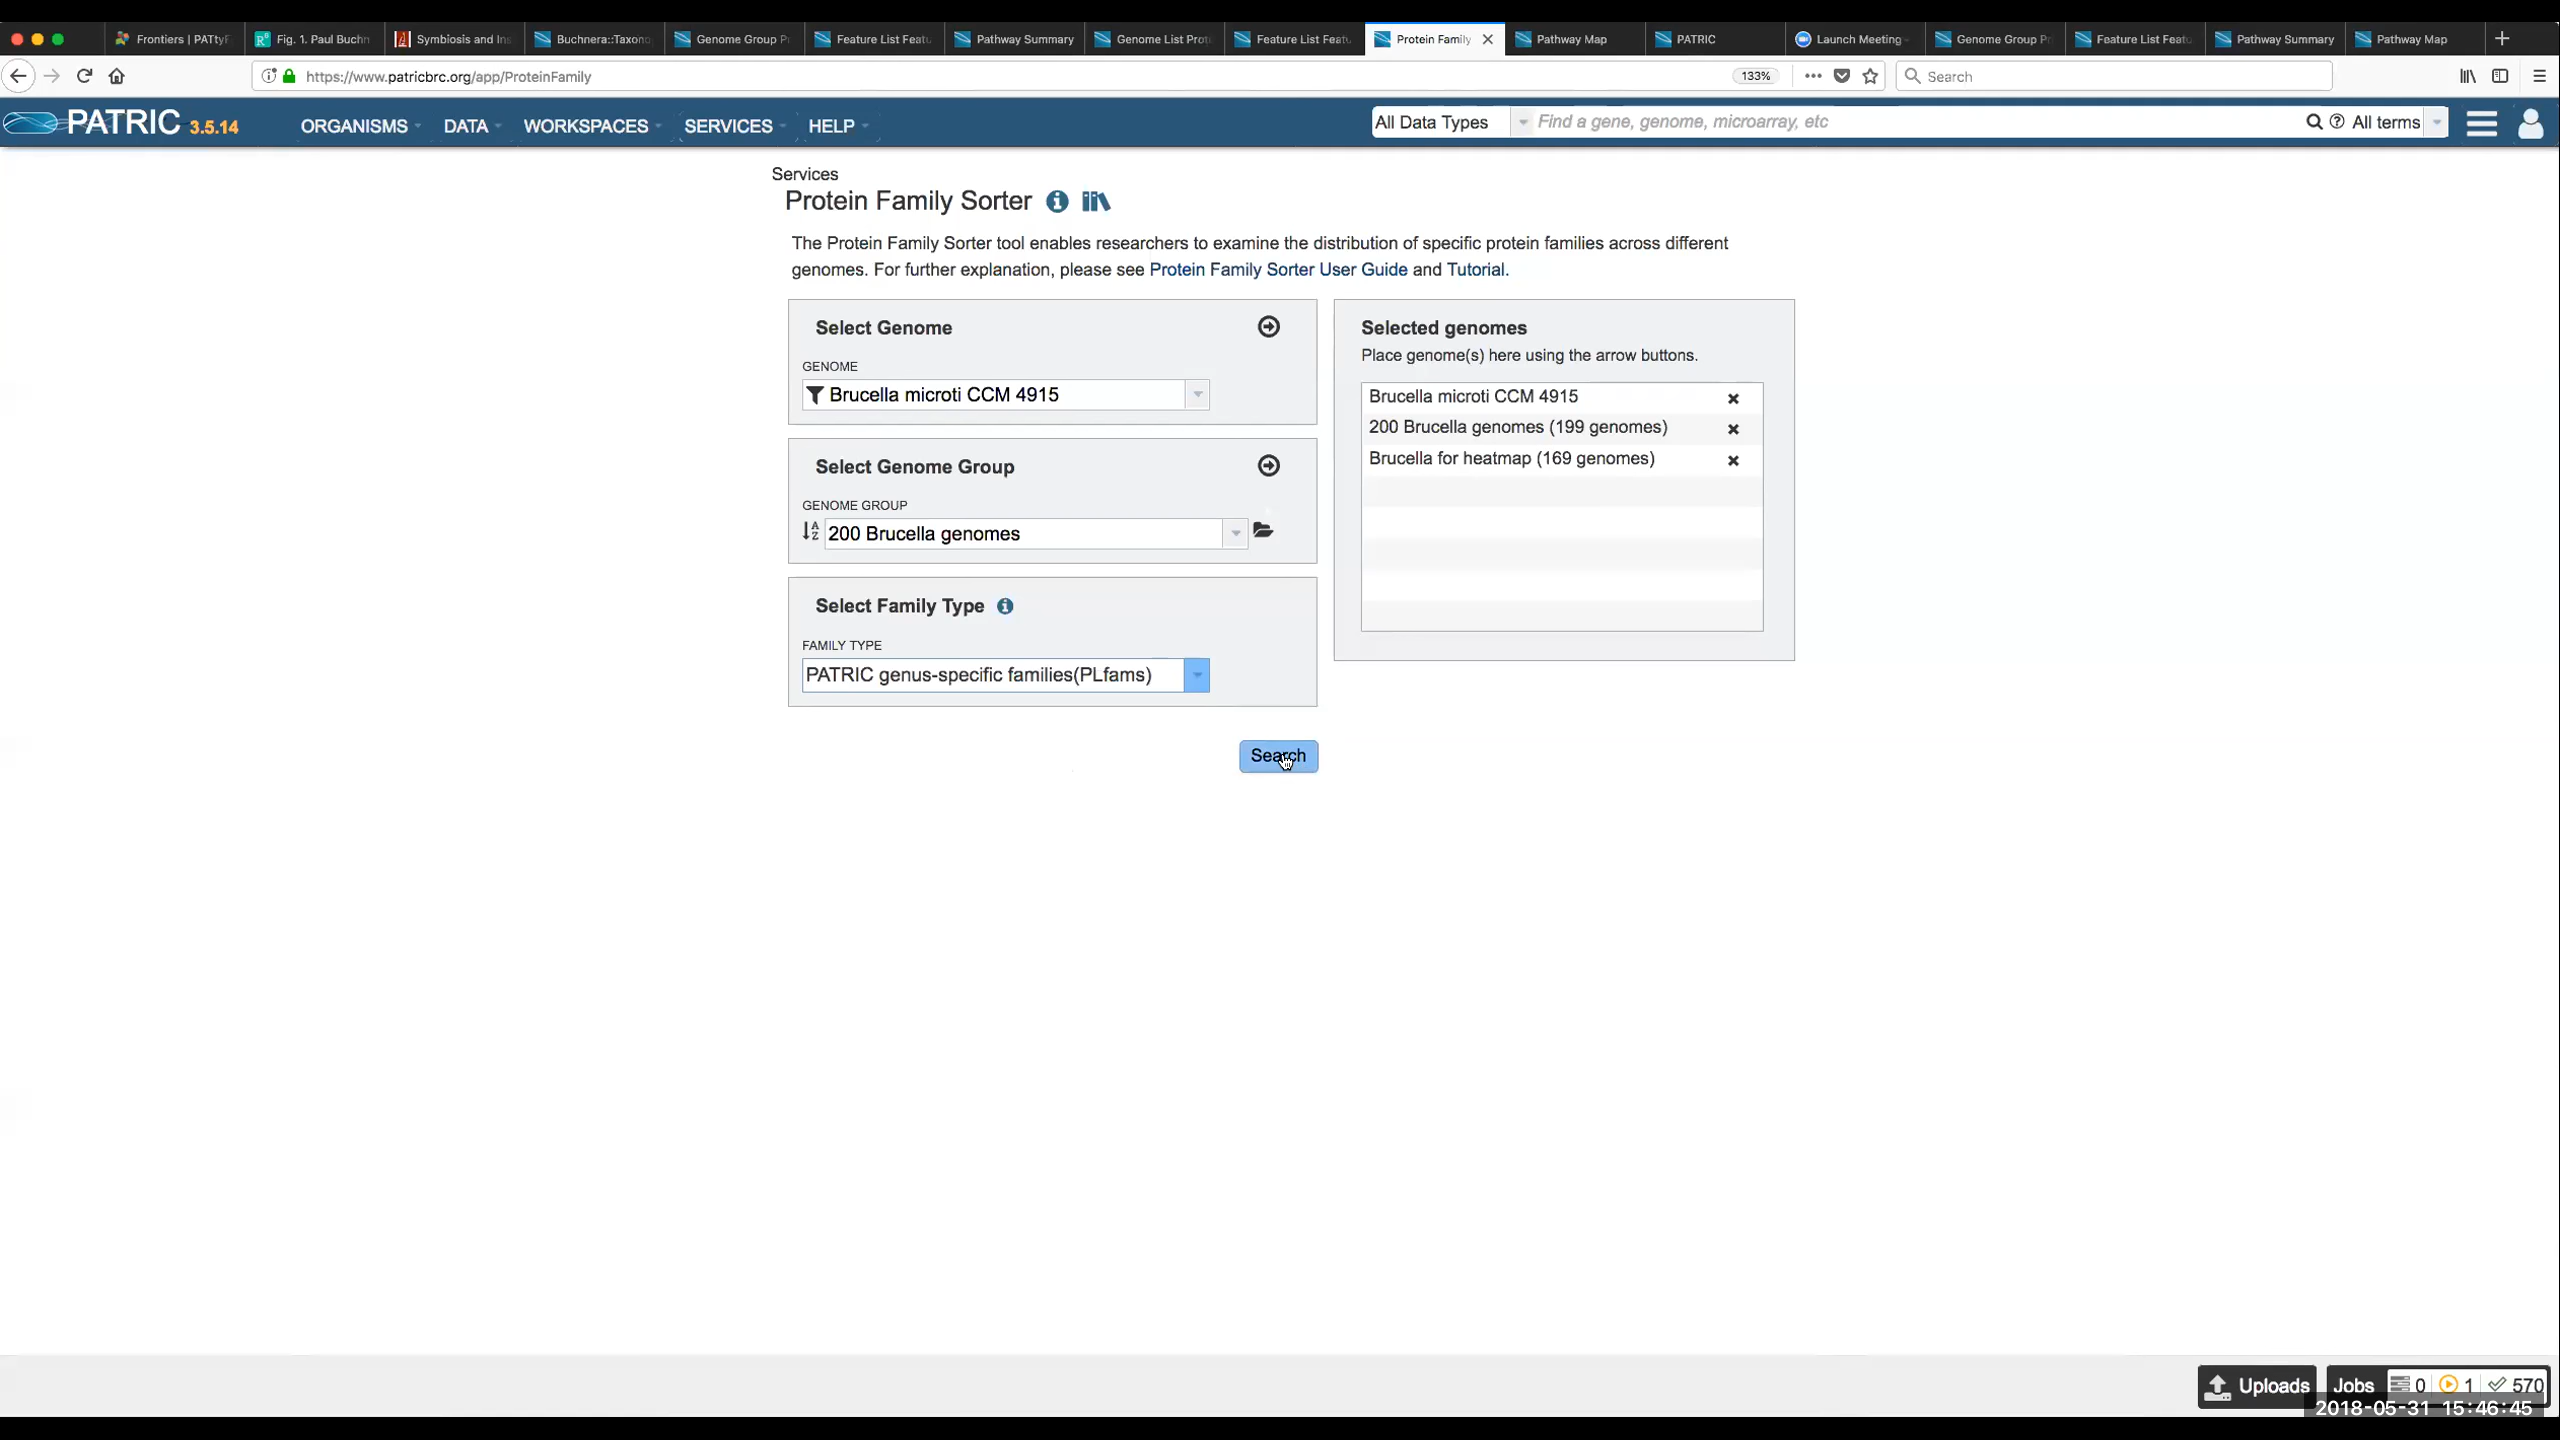 Frontiers | PATtyF
Fig. 1. Paul Buchn
Symbiosis and Ins
Buchnera::Taxono
Genome Group Pr
Feature List Featu
Pathway Summary
Genome List Prote
Feature List Featu
Protein Family
Pathway Map
PATRIC
Launch Meeting
Genome Group Pr
Feature List Featu
Pathway Summary
Pathway Map
https://www.patricbrc.org/app/ProteinFamily
133%
Search
PATRIC 3.5.14
ORGANISMS
DATA
WORKSPACES
SERVICES
HELP
All Data Types
Find a gene, genome, microarray, etc
All terms
Services
Protein Family Sorter
The Protein Family Sorter tool enables researchers to examine the distribution of specific protein families across different
genomes. For further explanation, please see Protein Family Sorter User Guide and Tutorial.
Select Genome
GENOME
Brucella microti CCM 4915
Select Genome Group
GENOME GROUP
200 Brucella genomes
Select Family Type
FAMILY TYPE
PATRIC genus-specific families(PLfams)
Search
Selected genomes
Place genome(s) here using the arrow buttons.
Brucella microti CCM 4915
200 Brucella genomes (199 genomes)
Brucella for heatmap (169 genomes)
Uploads
Jobs 0 1 570
2018-05-31 15:46:45